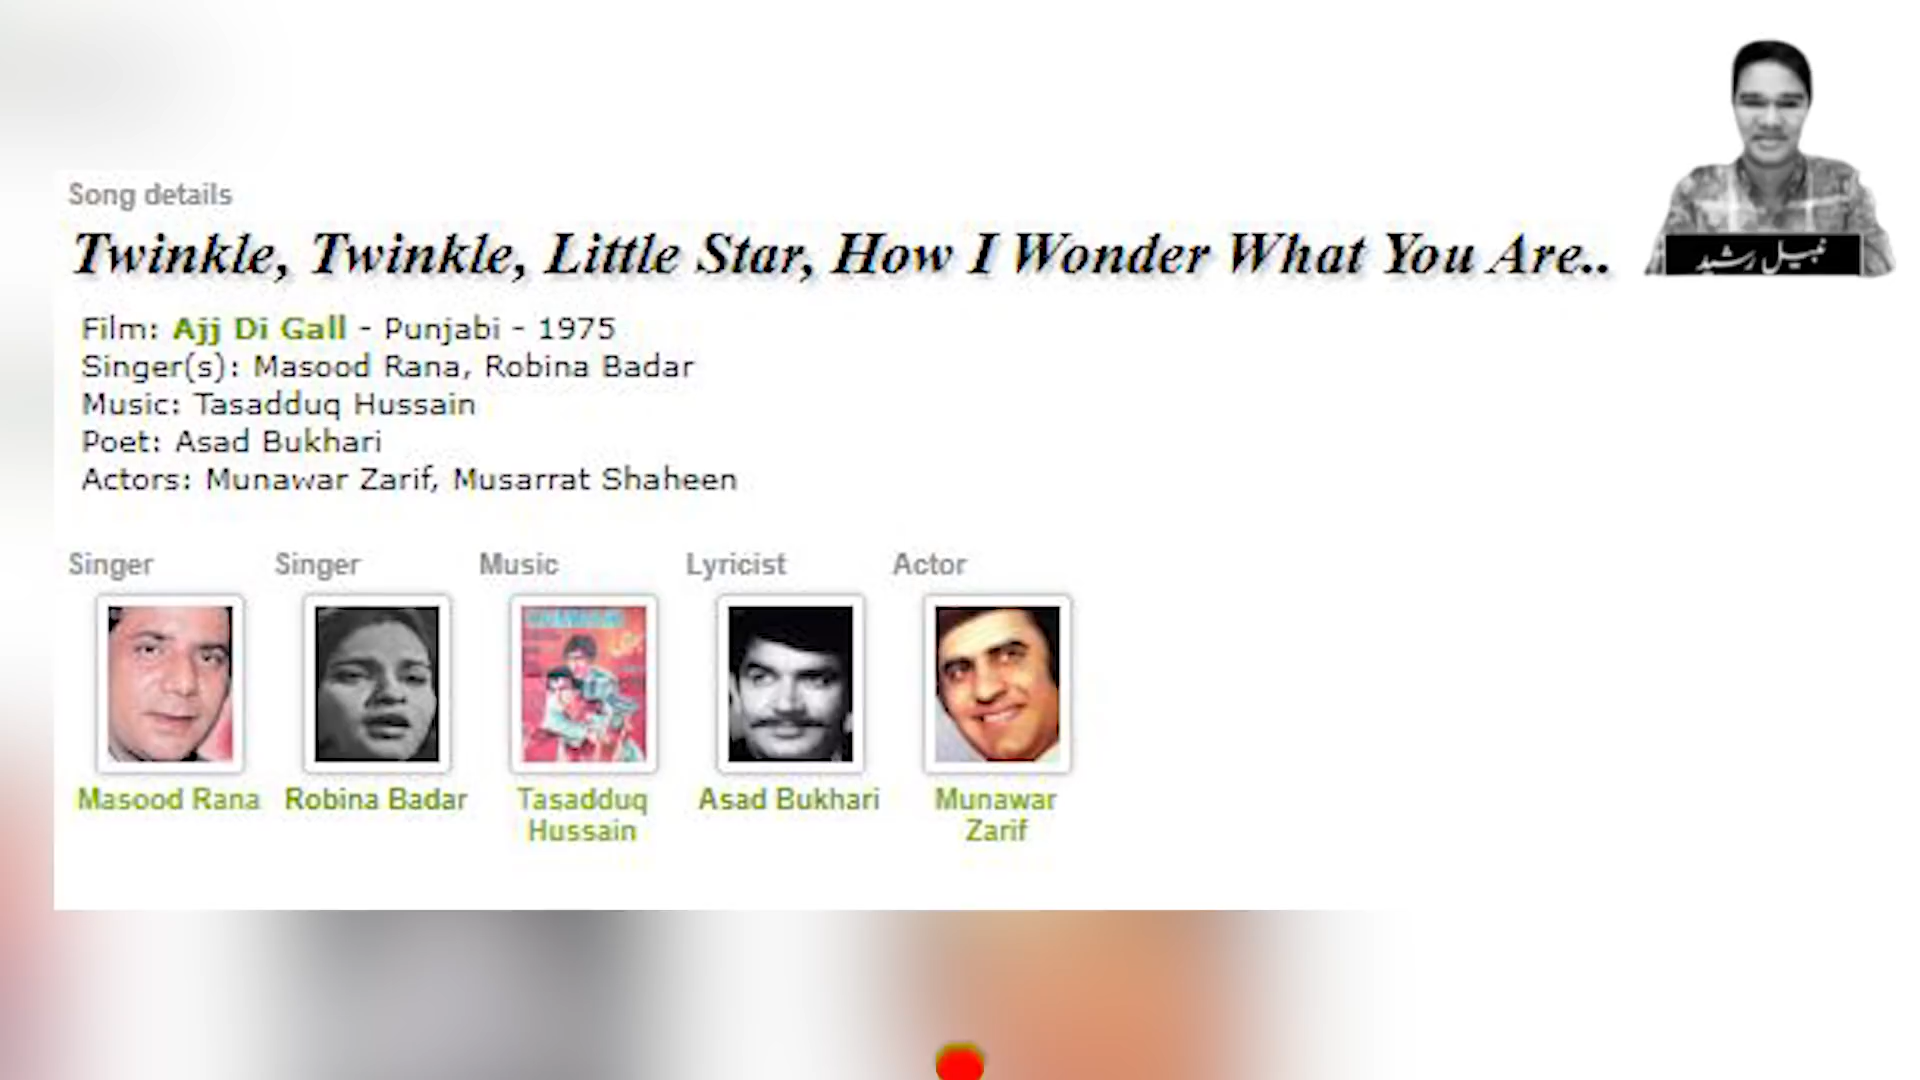 Song details
Twinkle, Twinkle, Little Star, How I Wonder What You Are..
نبیل رشید
Film: Ajj Di Gall - Punjabi - 1975
Singer(s): Masood Rana, Robina Badar
Music: Tasadduq Hussain
Poet: Asad Bukhari
Actors: Munawar Zarif, Musarrat Shaheen
Singer Singer Music Lyricist Actor
Masood Rana Robina Badar Tasadduq Asad Bukhari Munawar
Hussain Zarif